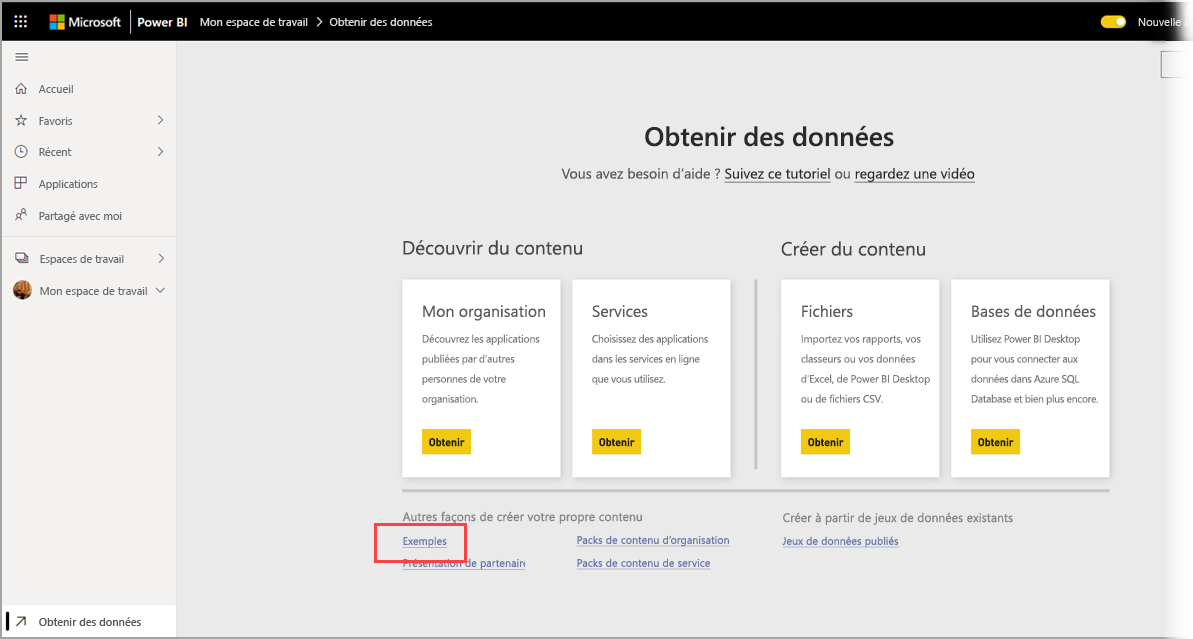 Microsoft Power BI Mon espace de travail > Obtenir des données Nouvelle
Accueil
Favoris
Récent
Applications
Partagé avec moi
Espaces de travail
Mon espace de travail
Obtenir des données
Vous avez besoin d'aide ? Suivez ce tutoriel ou regardez une vidéo
Découvrir du contenu
Mon organisation
Découvrez les applications
publiées par d'autres
personnes de votre
organisation.
Obtenir
Services
Choisissez des applications
dans les services en ligne
que vous utilisez.
Obtenir
Créer du contenu
Fichiers
Importez vos rapports, vos
classeurs ou vos données
d'Excel, de Power BI Desktop
ou de fichiers CSV.
Obtenir
Bases de données
Utilisez Power BI Desktop
pour vous connecter aux
données dans Azure SQL
Database et bien plus encore.
Obtenir
Autres façons de créer votre propre contenu
Exemples
Packs de contenu d'organisation
Présentation de partenaire
Packs de contenu de service
Créer à partir de jeux de données existants
Jeux de données publiés
Obtenir des données